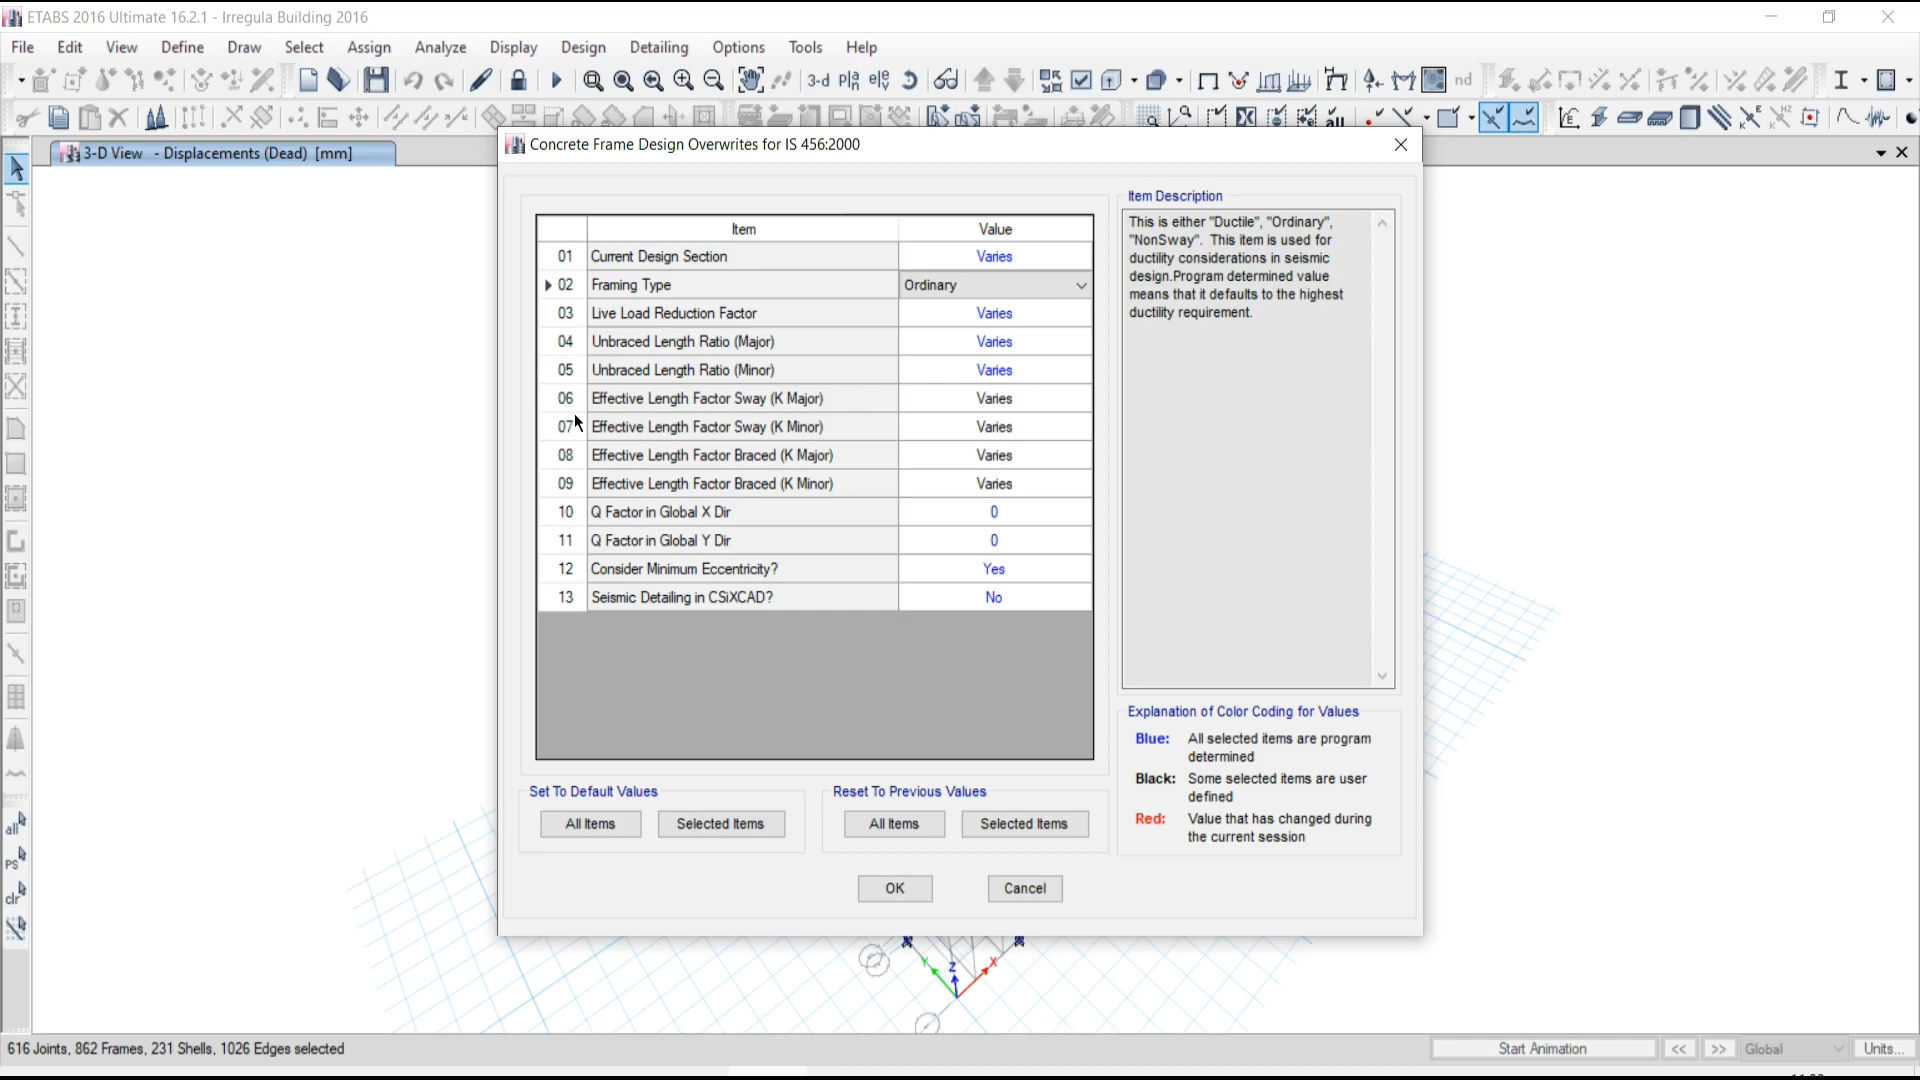 ETABS 2016 Ultimate 16.2.1 - Irregula Building 2016
File Edit View Define Draw Select Assign Analyze Display Design Detailing Options Tools Help
3-d
nd
all
3-D View - Displacements (Dead) [mm]
Concrete Frame Design Overwrites for IS 456:2000
Item Value
01 Current Design Section Varies
02 Framing Type Ordinary
03 Live Load Reduction Factor Varies
04 Unbraced Length Ratio (Major) Varies
05 Unbraced Length Ratio (Minor) Varies
06 Effective Length Factor Sway (K Major) Varies
07 Effective Length Factor Sway (K Minor) Varies
08 Effective Length Factor Braced (K Major) Varies
09 Effective Length Factor Braced (K Minor) Varies
10 Q Factor in Global X Dir 0
11 Q Factor in Global Y Dir 0
12 Consider Minimum Eccentricity? Yes
13 Seismic Detailing in CSiXCAD? No
Item Description
This is either "Ductile", "Ordinary",
"NonSway". This item is used for
ductility considerations in seismic
design.Program determined value
means that it defaults to the highest
ductility requirement.
Explanation of Color Coding for Values
Blue: All selected items are program
determined
Black: Some selected items are user
defined
Red: Value that has changed during
the current session
Set To Default Values
All Items Selected Items
Reset To Previous Values
All Items Selected Items
OK Cancel
all
ps
clr
Y Z X
616 Joints, 862 Frames, 231 Shells, 1026 Edges selected
Start Animation << >> Global Units...